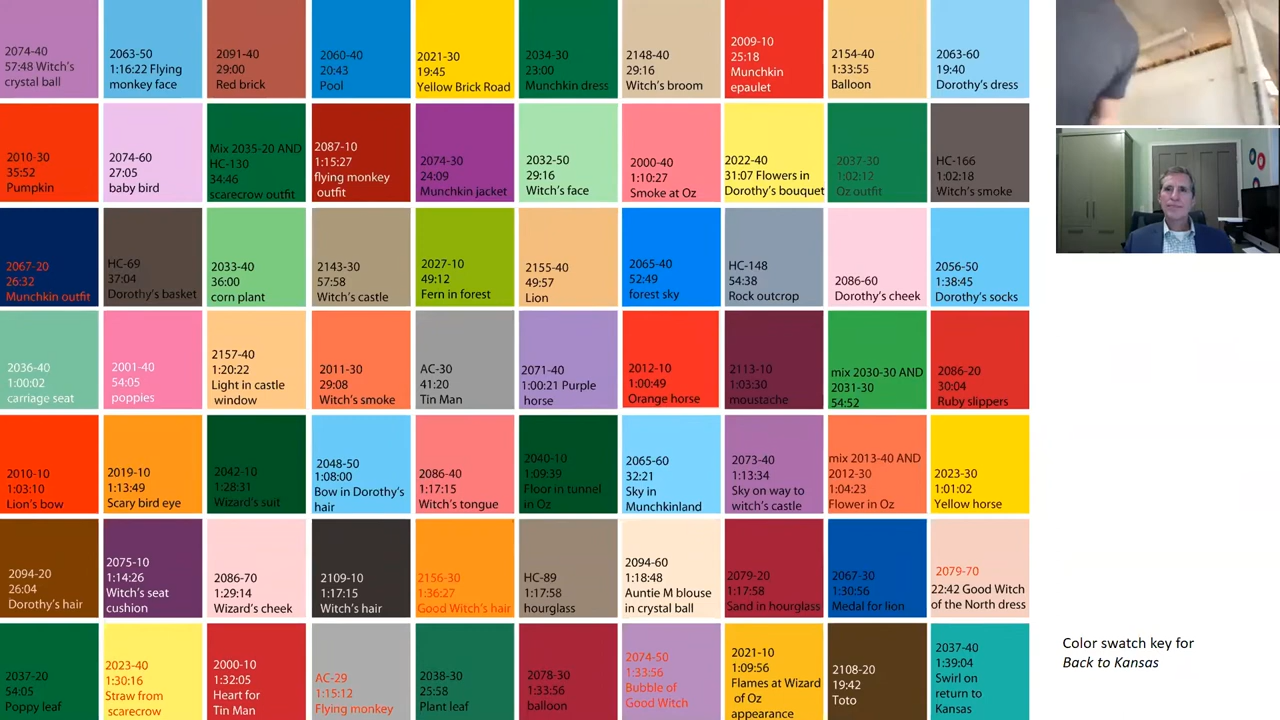 2074-40
57:48 Witch's
crystal ball
2063-50
1:16:22 Flying
monkey face
2091-40
29:00
Red brick
2060-40
20:43
Pool
2021-30
19:45
Yellow Brick Road
2034-30
23:00
Munchkin dress
2148-40
29:16
Witch's broom
2009-10
25:18
Munchkin
epaulet
2154-40
1:33:55
Balloon
2063-60
19:40
Dorothy's dress
2010-30
35:52
Pumpkin
2074-60
27:05
baby bird
Mix 2035-20 AND
HC-130
34:46
scarecrow outfit
2087-10
1:15:27
flying monkey
outfit
2074-30
24:09
Munchkin jacket
2032-50
29:16
Witch's face
2000-40
1:10:27
Smoke at Oz
2022-40
31:07 Flowers in
Dorothy's bouquet
2037-30
1:02:12
Oz outfit
HC-166
1:02:18
Witch's smoke
2067-20
26:32
Munchkin outfit
HC-69
37:04
Dorothy's basket
2033-40
36:00
corn plant
2143-30
57:58
Witch's castle
2027-10
49:12
Fern in forest
2155-40
49:57
Lion
2065-40
52:49
forest sky
HC-148
54:38
Rock outcrop
2086-60
Dorothy's cheek
2056-50
1:38:45
Dorothy's socks
2036-40
1:00:02
carriage seat
2001-40
54:05
poppies
2157-40
1:20:22
Light in castle
window
2011-30
29:08
Witch's smoke
AC-30
41:20
Tin Man
2071-40
1:00:21 Purple
horse
2012-10
1:00:49
Orange horse
2113-10
1:03:30
moustache
mix 2030-30 AND
2031-30
54:52
2086-20
30:04
Ruby slippers
2010-10
1:03:10
Lion's bow
2019-10
1:13:49
Scary bird eye
2042-10
1:28:31
Wizard's suit
2048-50
1:08:00
Bow in Dorothy's
hair
2086-40
1:17:15
Witch's tongue
2040-10
1:09:39
Floor in tunnel
in Oz
2065-60
32:21
Sky in
Munchkinland
2073-40
1:13:34
Sky on way to
witch's castle
mix 2013-40 AND
2012-30
1:04:23
Flower in Oz
2023-30
1:01:02
Yellow horse
2094-20
26:04
Dorothy's hair
2075-10
1:14:26
Witch's seat
cushion
2086-70
1:29:14
Wizard's cheek
2109-10
1:17:15
Witch's hair
2156-30
1:36:27
Good Witch's hair
HC-89
1:17:58
hourglass
2094-60
1:18:48
Auntie M blouse
in crystal ball
2079-20
1:17:58
Sand in hourglass
2067-30
1:30:56
Medal for lion
2079-70
22:42 Good Witch
of the North dress
2037-20
54:05
Poppy leaf
2023-40
1:30:16
Straw from
scarecrow
2000-10
1:32:05
Heart for
Tin Man
AC-29
1:15:12
Flying monkey
2038-30
25:58
Plant leaf
2078-30
1:33:56
balloon
2074-50
1:33:56
Bubble of
Good Witch
2021-10
1:09:56
Flames at Wizard
of Oz
appearance
2108-20
19:42
Toto
2037-40
1:39:04
Swirl on
return to
Kansas
Color swatch key for
Back to Kansas